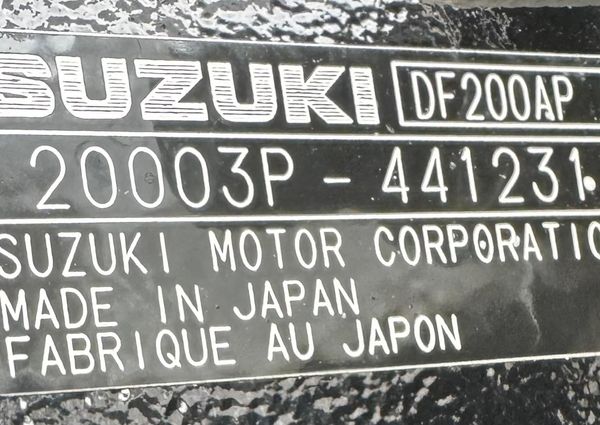 SUZUKI DF200AP
20003P-441231
SUZUKI MOTOR CORPORATIO
MADE IN JAPAN
FABRIQUE AU JAPON